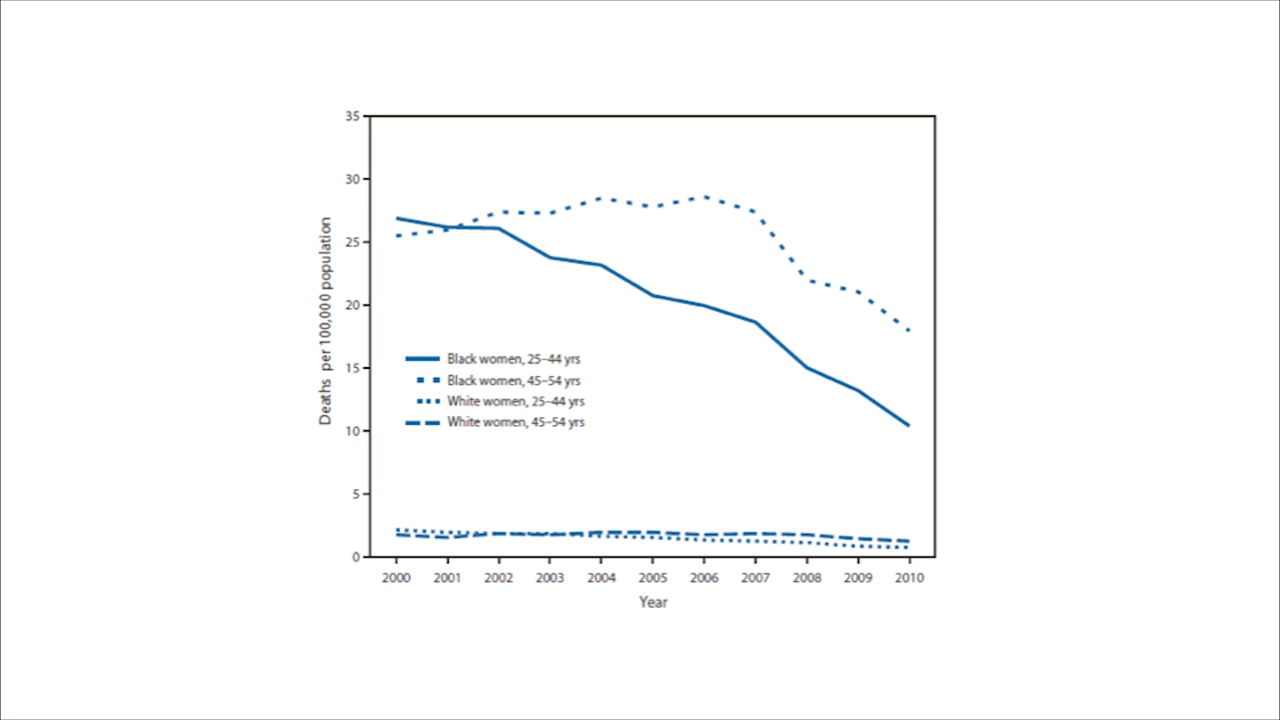 35
30
25
20
15
10
5
0
Deaths per 100,000 population
Black women, 25–44 yrs
Black women, 45–54 yrs
White women, 25–44 yrs
White women, 45–54 yrs
2000 2001 2002 2003 2004 2005 2006 2007 2008 2009 2010
Year